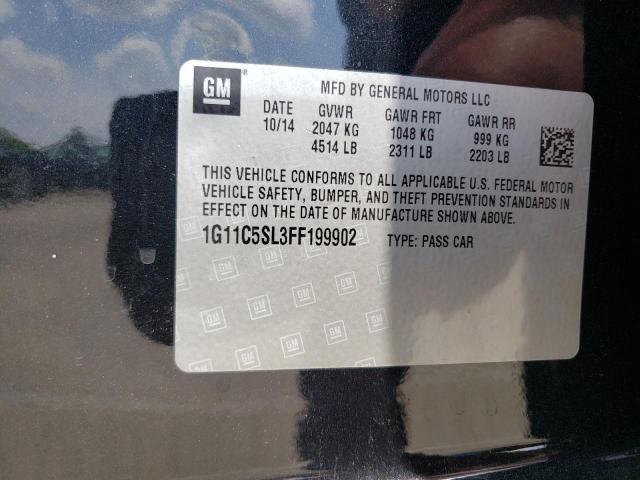 GM®
MFD BY GENERAL MOTORS LLC
DATE GVWR GAWR FRT GAWR RR
10/14 2047 KG 1048 KG 999 KG
4514 LB 2311 LB 2203 LB
THIS VEHICLE CONFORMS TO ALL APPLICABLE U.S. FEDERAL MOTOR
VEHICLE SAFETY, BUMPER, AND THEFT PREVENTION STANDARDS IN
EFFECT ON THE DATE OF MANUFACTURE SHOWN ABOVE.
1G11C5SL3FF199902 TYPE: PASS CAR